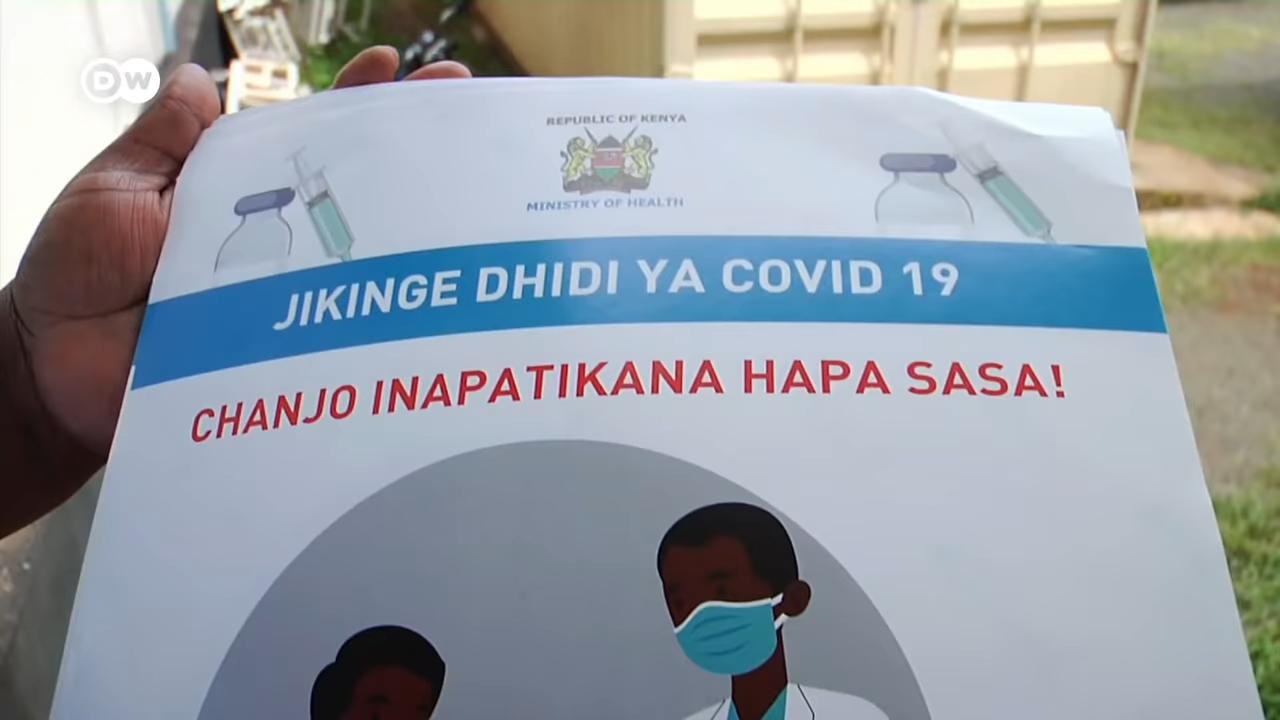 DW
REPUBLIC OF KENYA
MINISTRY OF HEALTH
JIKINGE DHIDI YA COVID 19
CHANJO INAPATIKANA HAPA SASA!